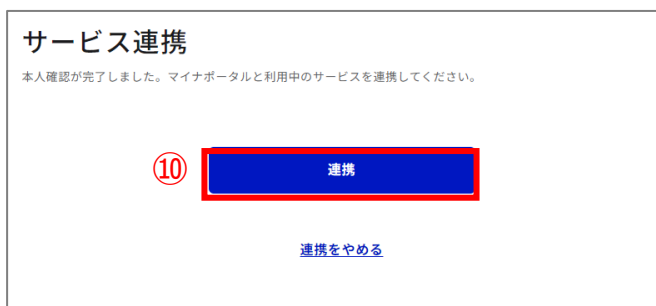 サービス連携
本人確認が完了しました。マイナポータルと利用中のサービスを連携してください。
⑩
連携
連携をやめる